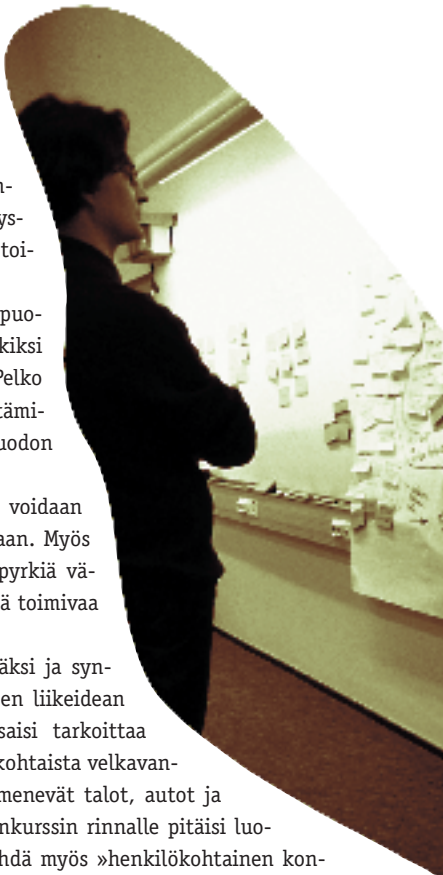 n-
ys-
toi-
puo-
kiksi
Pelko
tämi-
uodon
voidaan
aan. Myös
pyrkiä vä-
ä toimivaa
äksi ja syn-
en liikeidean
saisi tarkoittaa
kohtaista velkavan-
menevät talot, autot ja
nkurssin rinnalle pitäisi luo-
hdä myös »henkilökohtainen kon-